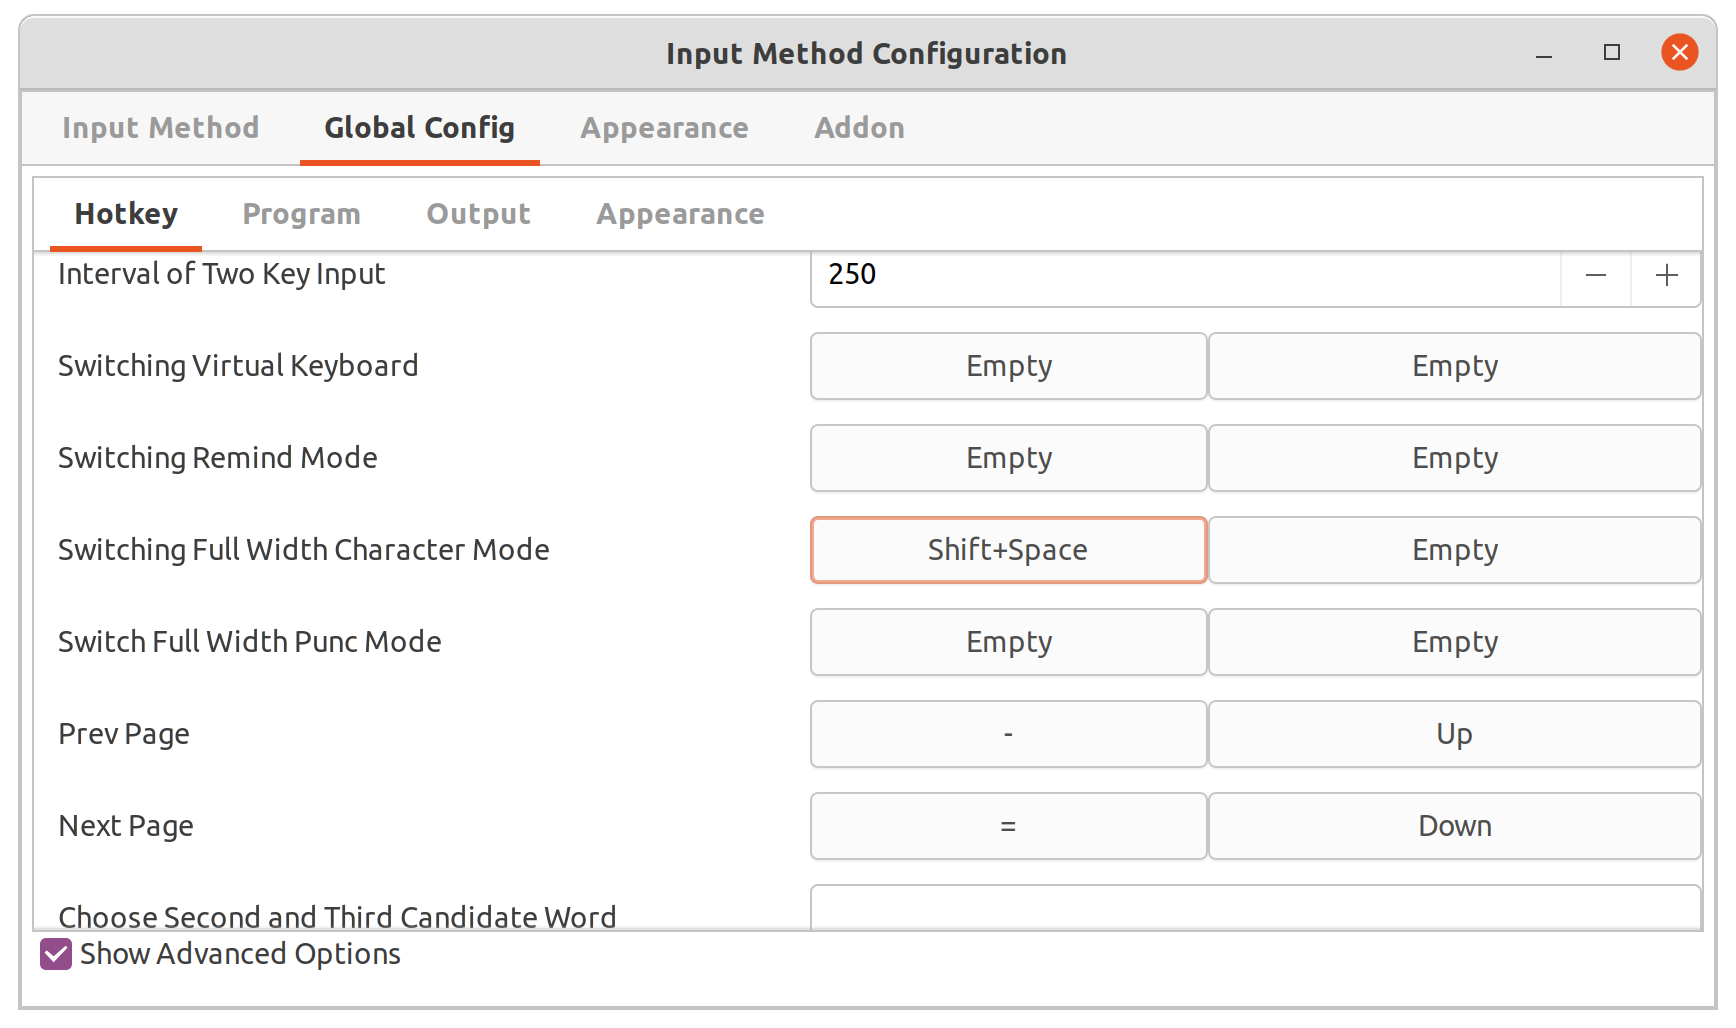 Input Method Configuration
Input Method Global Config Appearance Addon
Hotkey Program Output Appearance
Interval of Two Key Input 250
Switching Virtual Keyboard Empty Empty
Switching Remind Mode Empty Empty
Switching Full Width Character Mode Shift+Space Empty
Switch Full Width Punc Mode Empty Empty
Prev Page - Up
Next Page = Down
Choose Second and Third Candidate Word
Show Advanced Options